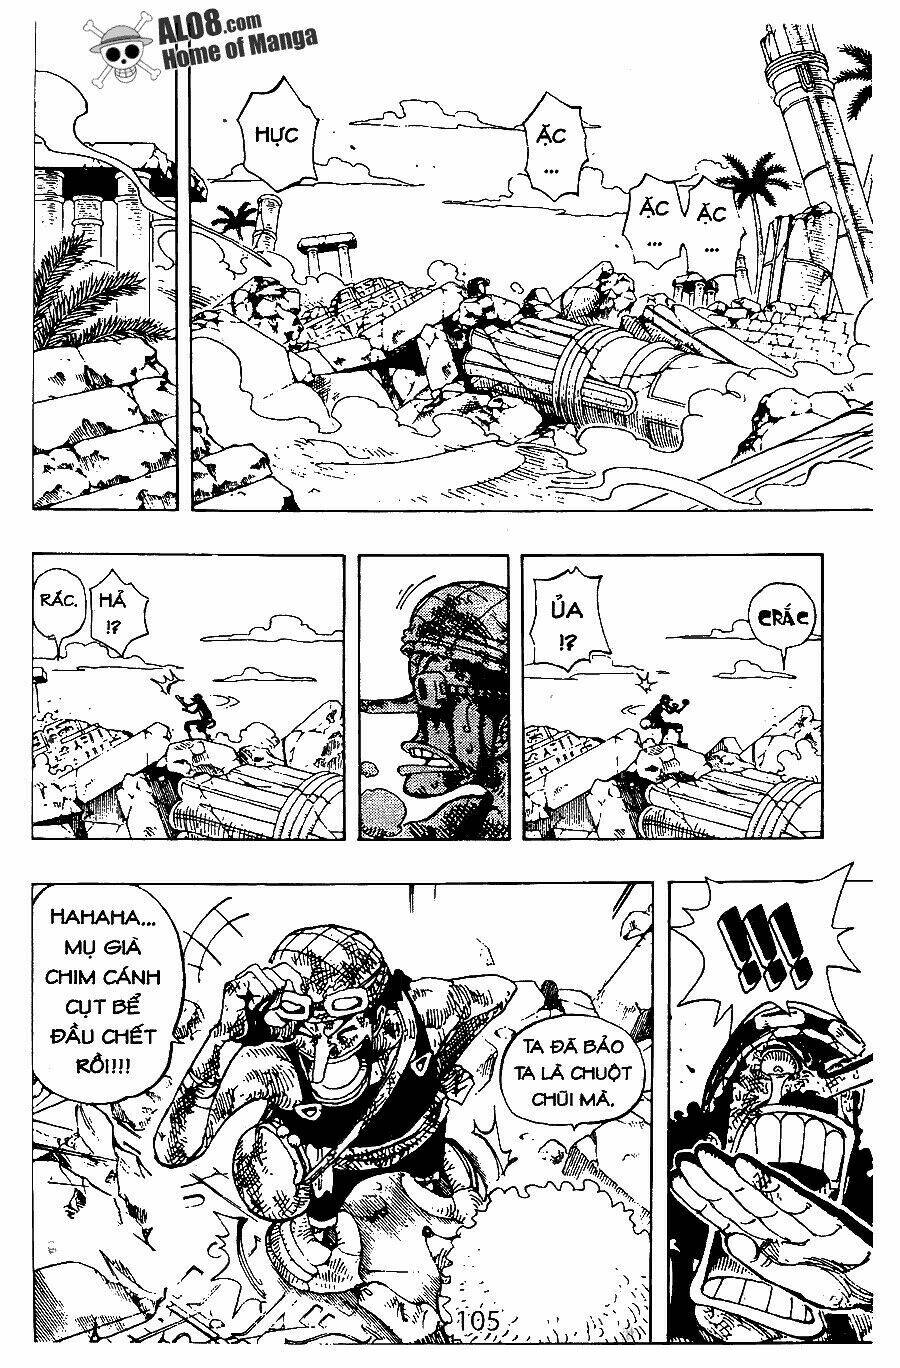 AL08.com
Home of Manga
HỰC
ẶC
...
ẶC
...
ẶC
...
RẮC.
HẢ
!?
ỦA
!?
CRẮC
HAHAHA...
MỤ GIÀ
CHIM CÁNH
CỤT BỂ
ĐẦU CHẾT
RỒI!!!!
TA ĐÃ BẢO
TA LÀ CHUỘT
CHŨI MÀ.
!!!
105